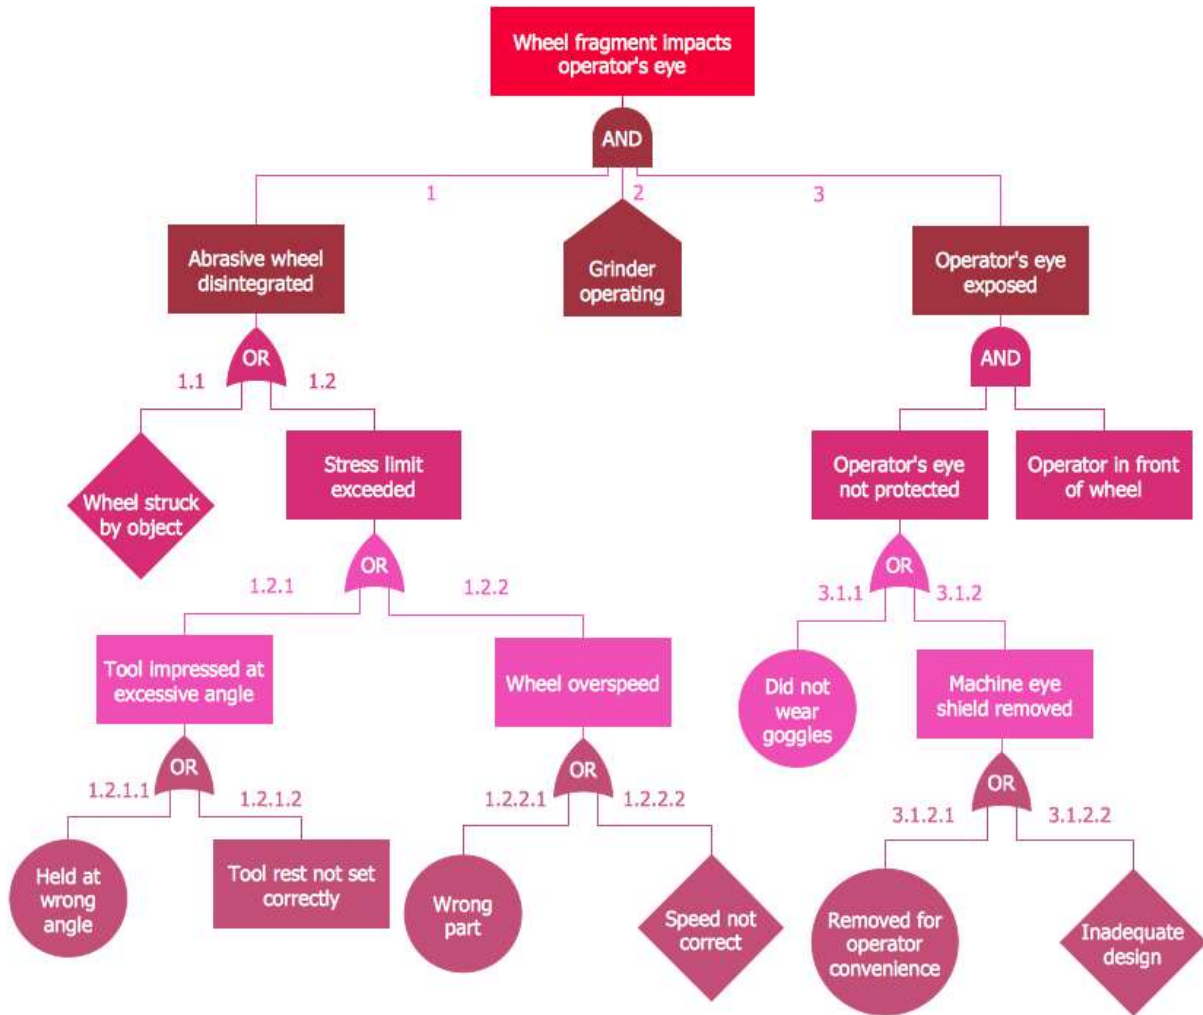 Wheel fragment impacts
operator's eye
AND
1
2
3
Abrasive wheel
disintegrated
Grinder
operating
Operator's eye
exposed
OR
AND
1.1
1.2
Wheel struck
by object
Stress limit
exceeded
Operator's eye
not protected
Operator in front
of wheel
OR
OR
1.2.1
1.2.2
3.1.1
3.1.2
Tool impressed at
excessive angle
Wheel overspeed
Did not
wear
goggles
Machine eye
shield removed
OR
OR
OR
1.2.1.1
1.2.1.2
1.2.2.1
1.2.2.2
3.1.2.1
3.1.2.2
Held at
wrong
angle
Tool rest not set
correctly
Wrong
part
Speed not
correct
Removed for
operator
convenience
Inadequate
design